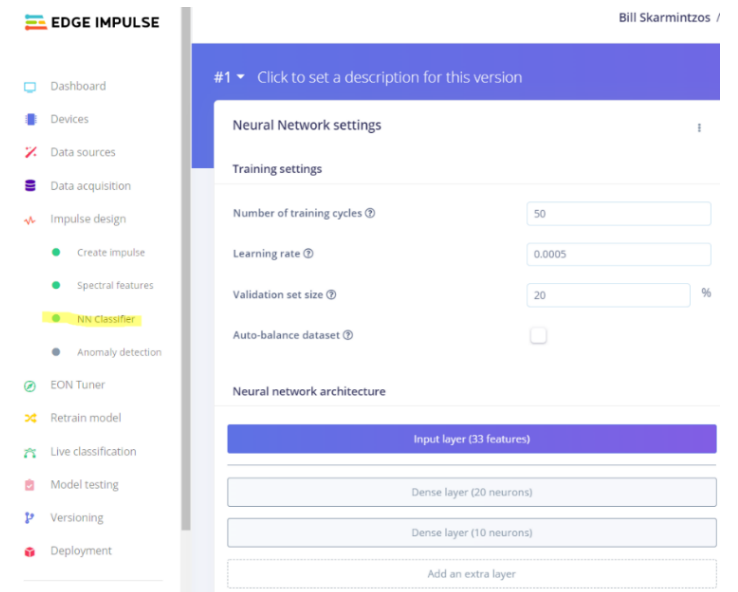 EDGE IMPULSE
Bill Skarmintzos /
Dashboard
Devices
Data sources
Data acquisition
Impulse design
Create impulse
Spectral features
NN Classifier
Anomaly detection
EON Tuner
Retrain model
Live classification
Model testing
Versioning
Deployment
#1 Click to set a description for this version
Neural Network settings
Training settings
Number of training cycles ?
50
Learning rate ?
0.0005
Validation set size ?
20 %
Auto-balance dataset ?
Neural network architecture
Input layer (33 features)
Dense layer (20 neurons)
Dense layer (10 neurons)
Add an extra layer